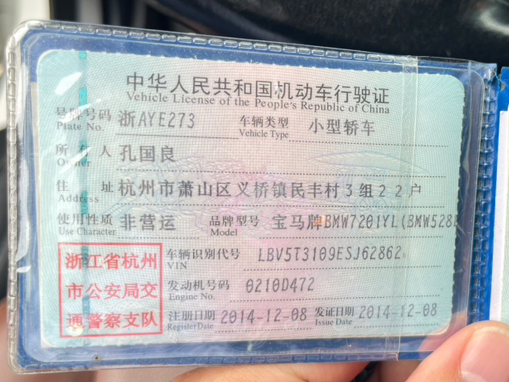 中华人民共和国机动车行驶证
Vehicle License of the People's Republic of China
号牌号码 浙AYE273 车辆类型 小型轿车
Plate No. Vehicle Type
所有人 孔国良
Owner
住址 杭州市萧山区义桥镇民丰村3组22户
Address
使用性质 非营运 品牌型号 宝马牌BMW7201YL(BMW528
Use Character Model
浙江省杭州
市公安局交
通警察支队
车辆识别代号 LBV5T3109ESJ62862
VIN
发动机号码 0210D472
Engine No.
注册日期 2014-12-08 发证日期 2014-12-08
Register Date Issue Date